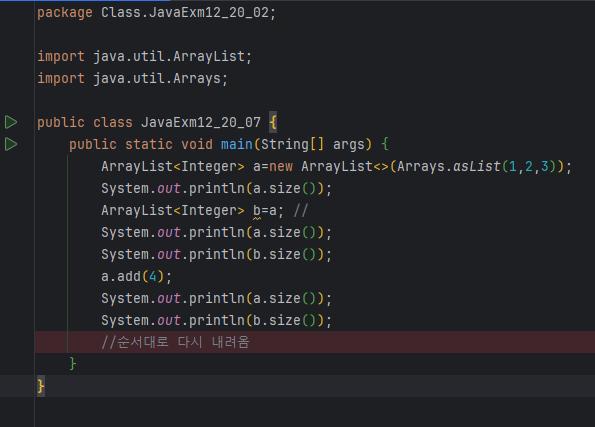 package Class.JavaExm12_20_02;
import java.util.ArrayList;
import java.util.Arrays;
public class JavaExm12_20_07 {
public static void main(String[] args) {
ArrayList<Integer> a=new ArrayList<>(Arrays.asList(1,2,3));
System.out.println(a.size());
ArrayList<Integer> b=a; //
System.out.println(a.size());
System.out.println(b.size());
a.add(4);
System.out.println(a.size());
System.out.println(b.size());
//순서대로 다시 내려옴
}
}